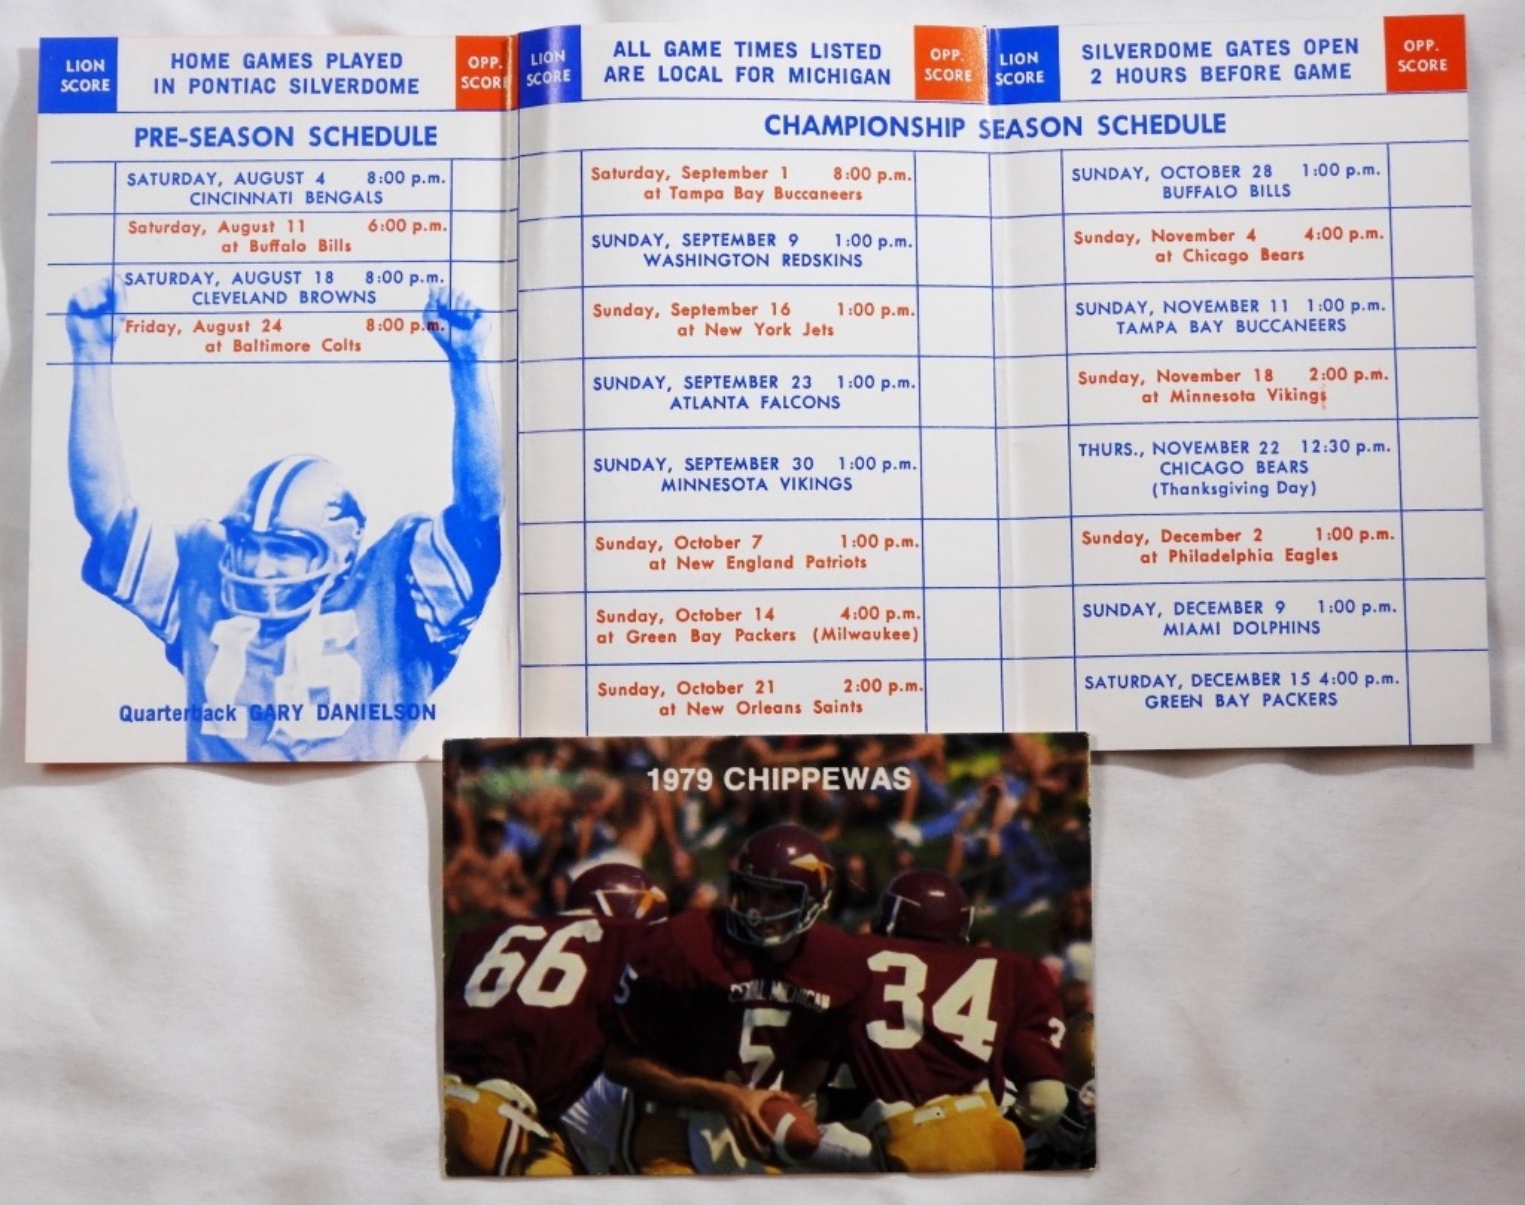 LION
SCORE
HOME GAMES PLAYED
IN PONTIAC SILVERDOME
OPP.
SCORE
PRE-SEASON SCHEDULE
SATURDAY, AUGUST 4 8:00 p.m.
CINCINNATI BENGALS
Saturday, August 11 6:00 p.m.
at Buffalo Bills
SATURDAY, AUGUST 18 8:00 p.m.
CLEVELAND BROWNS
Friday, August 24 8:00 p.m.
at Baltimore Colts
Quarterback GARY DANIELSON
LION
SCORE
ALL GAME TIMES LISTED
ARE LOCAL FOR MICHIGAN
OPP.
SCORE
LION
SCORE
SILVERDOME GATES OPEN
2 HOURS BEFORE GAME
OPP.
SCORE
CHAMPIONSHIP SEASON SCHEDULE
Saturday, September 1 8:00 p.m.
at Tampa Bay Buccaneers
SUNDAY, SEPTEMBER 9 1:00 p.m.
WASHINGTON REDSKINS
Sunday, September 16 1:00 p.m.
at New York Jets
SUNDAY, SEPTEMBER 23 1:00 p.m.
ATLANTA FALCONS
SUNDAY, SEPTEMBER 30 1:00 p.m.
MINNESOTA VIKINGS
Sunday, October 7 1:00 p.m.
at New England Patriots
Sunday, October 14 4:00 p.m.
at Green Bay Packers (Milwaukee)
Sunday, October 21 2:00 p.m.
at New Orleans Saints
SUNDAY, OCTOBER 28 1:00 p.m.
BUFFALO BILLS
Sunday, November 4 4:00 p.m.
at Chicago Bears
SUNDAY, NOVEMBER 11 1:00 p.m.
TAMPA BAY BUCCANEERS
Sunday, November 18 2:00 p.m.
at Minnesota Vikings
THURS., NOVEMBER 22 12:30 p.m.
CHICAGO BEARS
(Thanksgiving Day)
Sunday, December 2 1:00 p.m.
at Philadelphia Eagles
SUNDAY, DECEMBER 9 1:00 p.m.
MIAMI DOLPHINS
SATURDAY, DECEMBER 15 4:00 p.m.
GREEN BAY PACKERS
1979 CHIPPEWAS
66
5
MICHIGAN
5
34
3